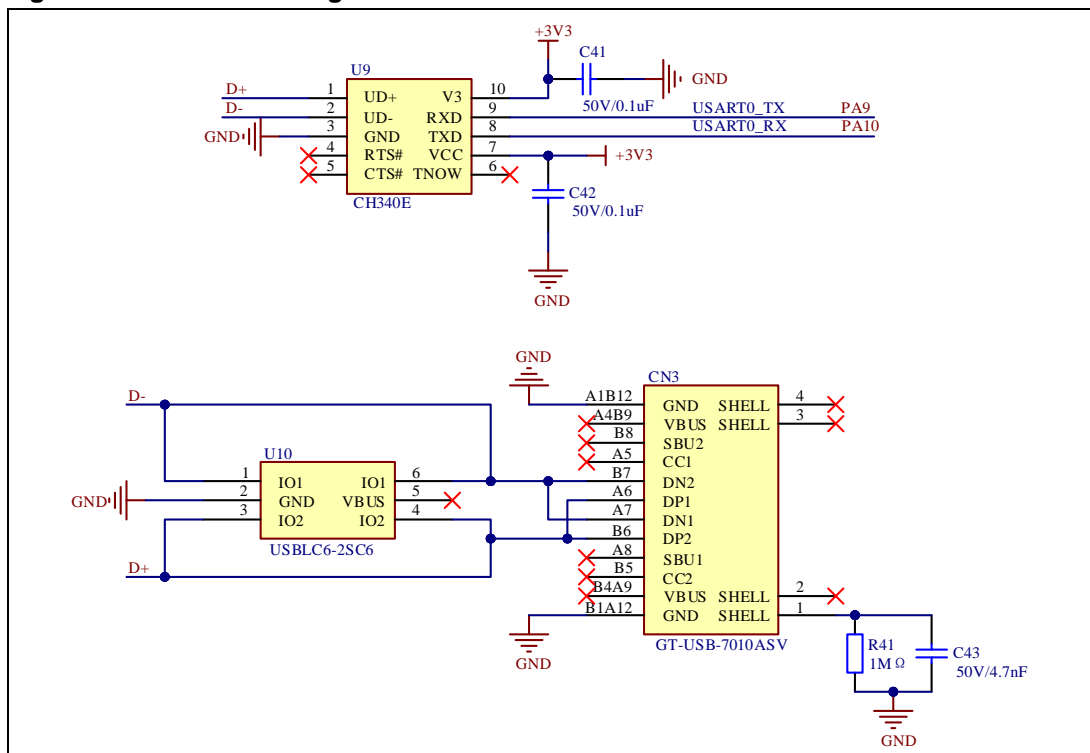 +3V3
C41
GND
50V/0.1uF
U9
D+ 1 UD+ V3 10
D- 2 UD- RXD 9 USART0_TX PA9
GND 3 GND TXD 8 USART0_RX PA10
4 RTS# VCC 7 +3V3
5 CTS# TNOW 6
CH340E
C42
50V/0.1uF
GND
GND
CN3
D-
A1B12 GND SHELL 4
A4B9 VBUS SHELL 3
B8 SBU2
A5 CC1
U10
1 IO1 IO1 6
B7 DN2
GND 2 GND VBUS 5
A6 DP1
3 IO2 IO2 4
A7 DN1
B6 DP2
USBLC6-2SC6
A8 SBU1
D+
B5 CC2
B4A9 VBUS SHELL 2
B1A12 GND SHELL 1
GT-USB-7010ASV
GND
R41
1MΩ
C43
50V/4.7nF
GND